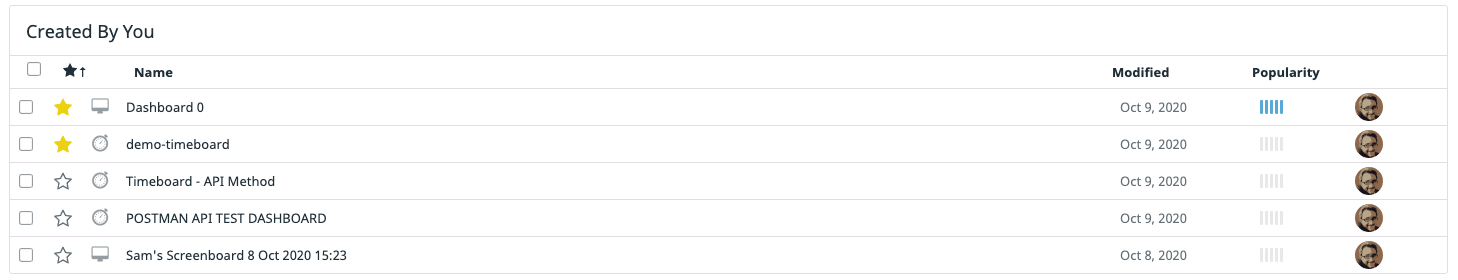 Created By You
★↑ Name Modified Popularity
Dashboard 0 Oct 9, 2020
demo-timeboard Oct 9, 2020
Timeboard - API Method Oct 9, 2020
POSTMAN API TEST DASHBOARD Oct 9, 2020
Sam's Screenboard 8 Oct 2020 15:23 Oct 8, 2020